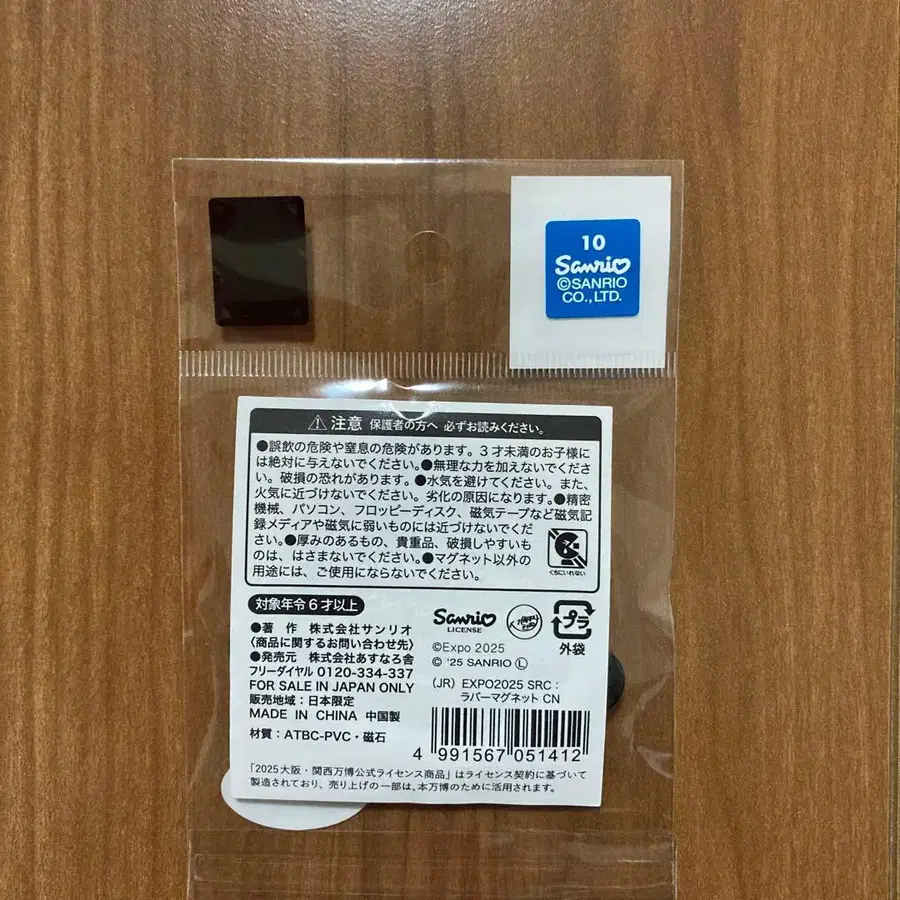 10
Sanrio
©SANRIO
CO.,LTD.
注意 保護者の方へ 必ずお読みください。
●誤飲の危険や窒息の危険があります。3才未満のお子様に
は絶対に与えないでください。●無理な力を加えないでくだ
さい。破損の恐れがあります。●水気を避けてください。また、
火気に近づけないでください。劣化の原因になります。●精密
機械、パソコン、フロッピーディスク、磁気テープなど磁気記
録メディアや磁気に弱いものには近づけないでくだ
さい。●厚みのあるもの、貴重品、破損しやすいも
のは、はさまないでください。●マグネット以外の
用途には、ご使用にならないでください。
くちにいれない
対象年令6才以上
●著 作 株式会社サンリオ
〈商品に関するお問い合わせ先〉
●発売元 株式会社あすなろ舎
フリーダイヤル 0120-334-337
FOR SALE IN JAPAN ONLY
販売地域：日本限定
MADE IN CHINA 中国製
材質：ATBC-PVC・磁石
Sanrio
LICENSE
プラ
外袋
©Expo 2025
© '25 SANRIO Ⓛ
(JR) EXPO2025 SRC：
ラバーマグネット CN
4 991567 051412
「2025大阪・関西万博公式ライセンス商品」はライセンス契約に基づいて
製造されており、売り上げの一部は、本万博のために活用されます。